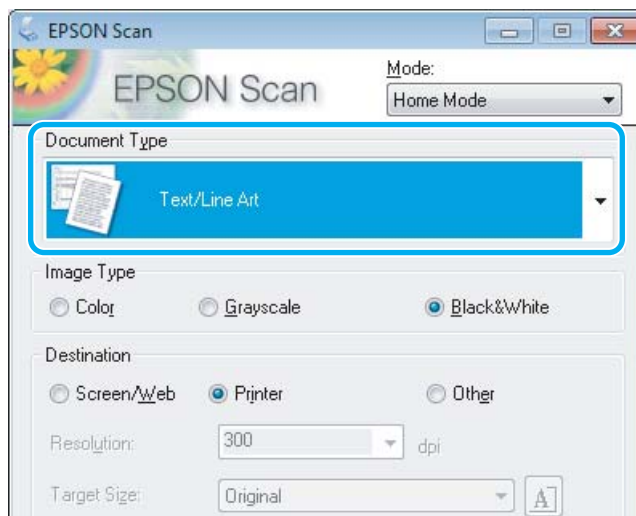 EPSON Scan
EPSON Scan
Mode:
Home Mode
Document Type
Text/Line Art
Image Type
Color Grayscale Black&White
Destination
Screen/Web Printer Other
Resolution: 300 dpi
Target Size: Original A